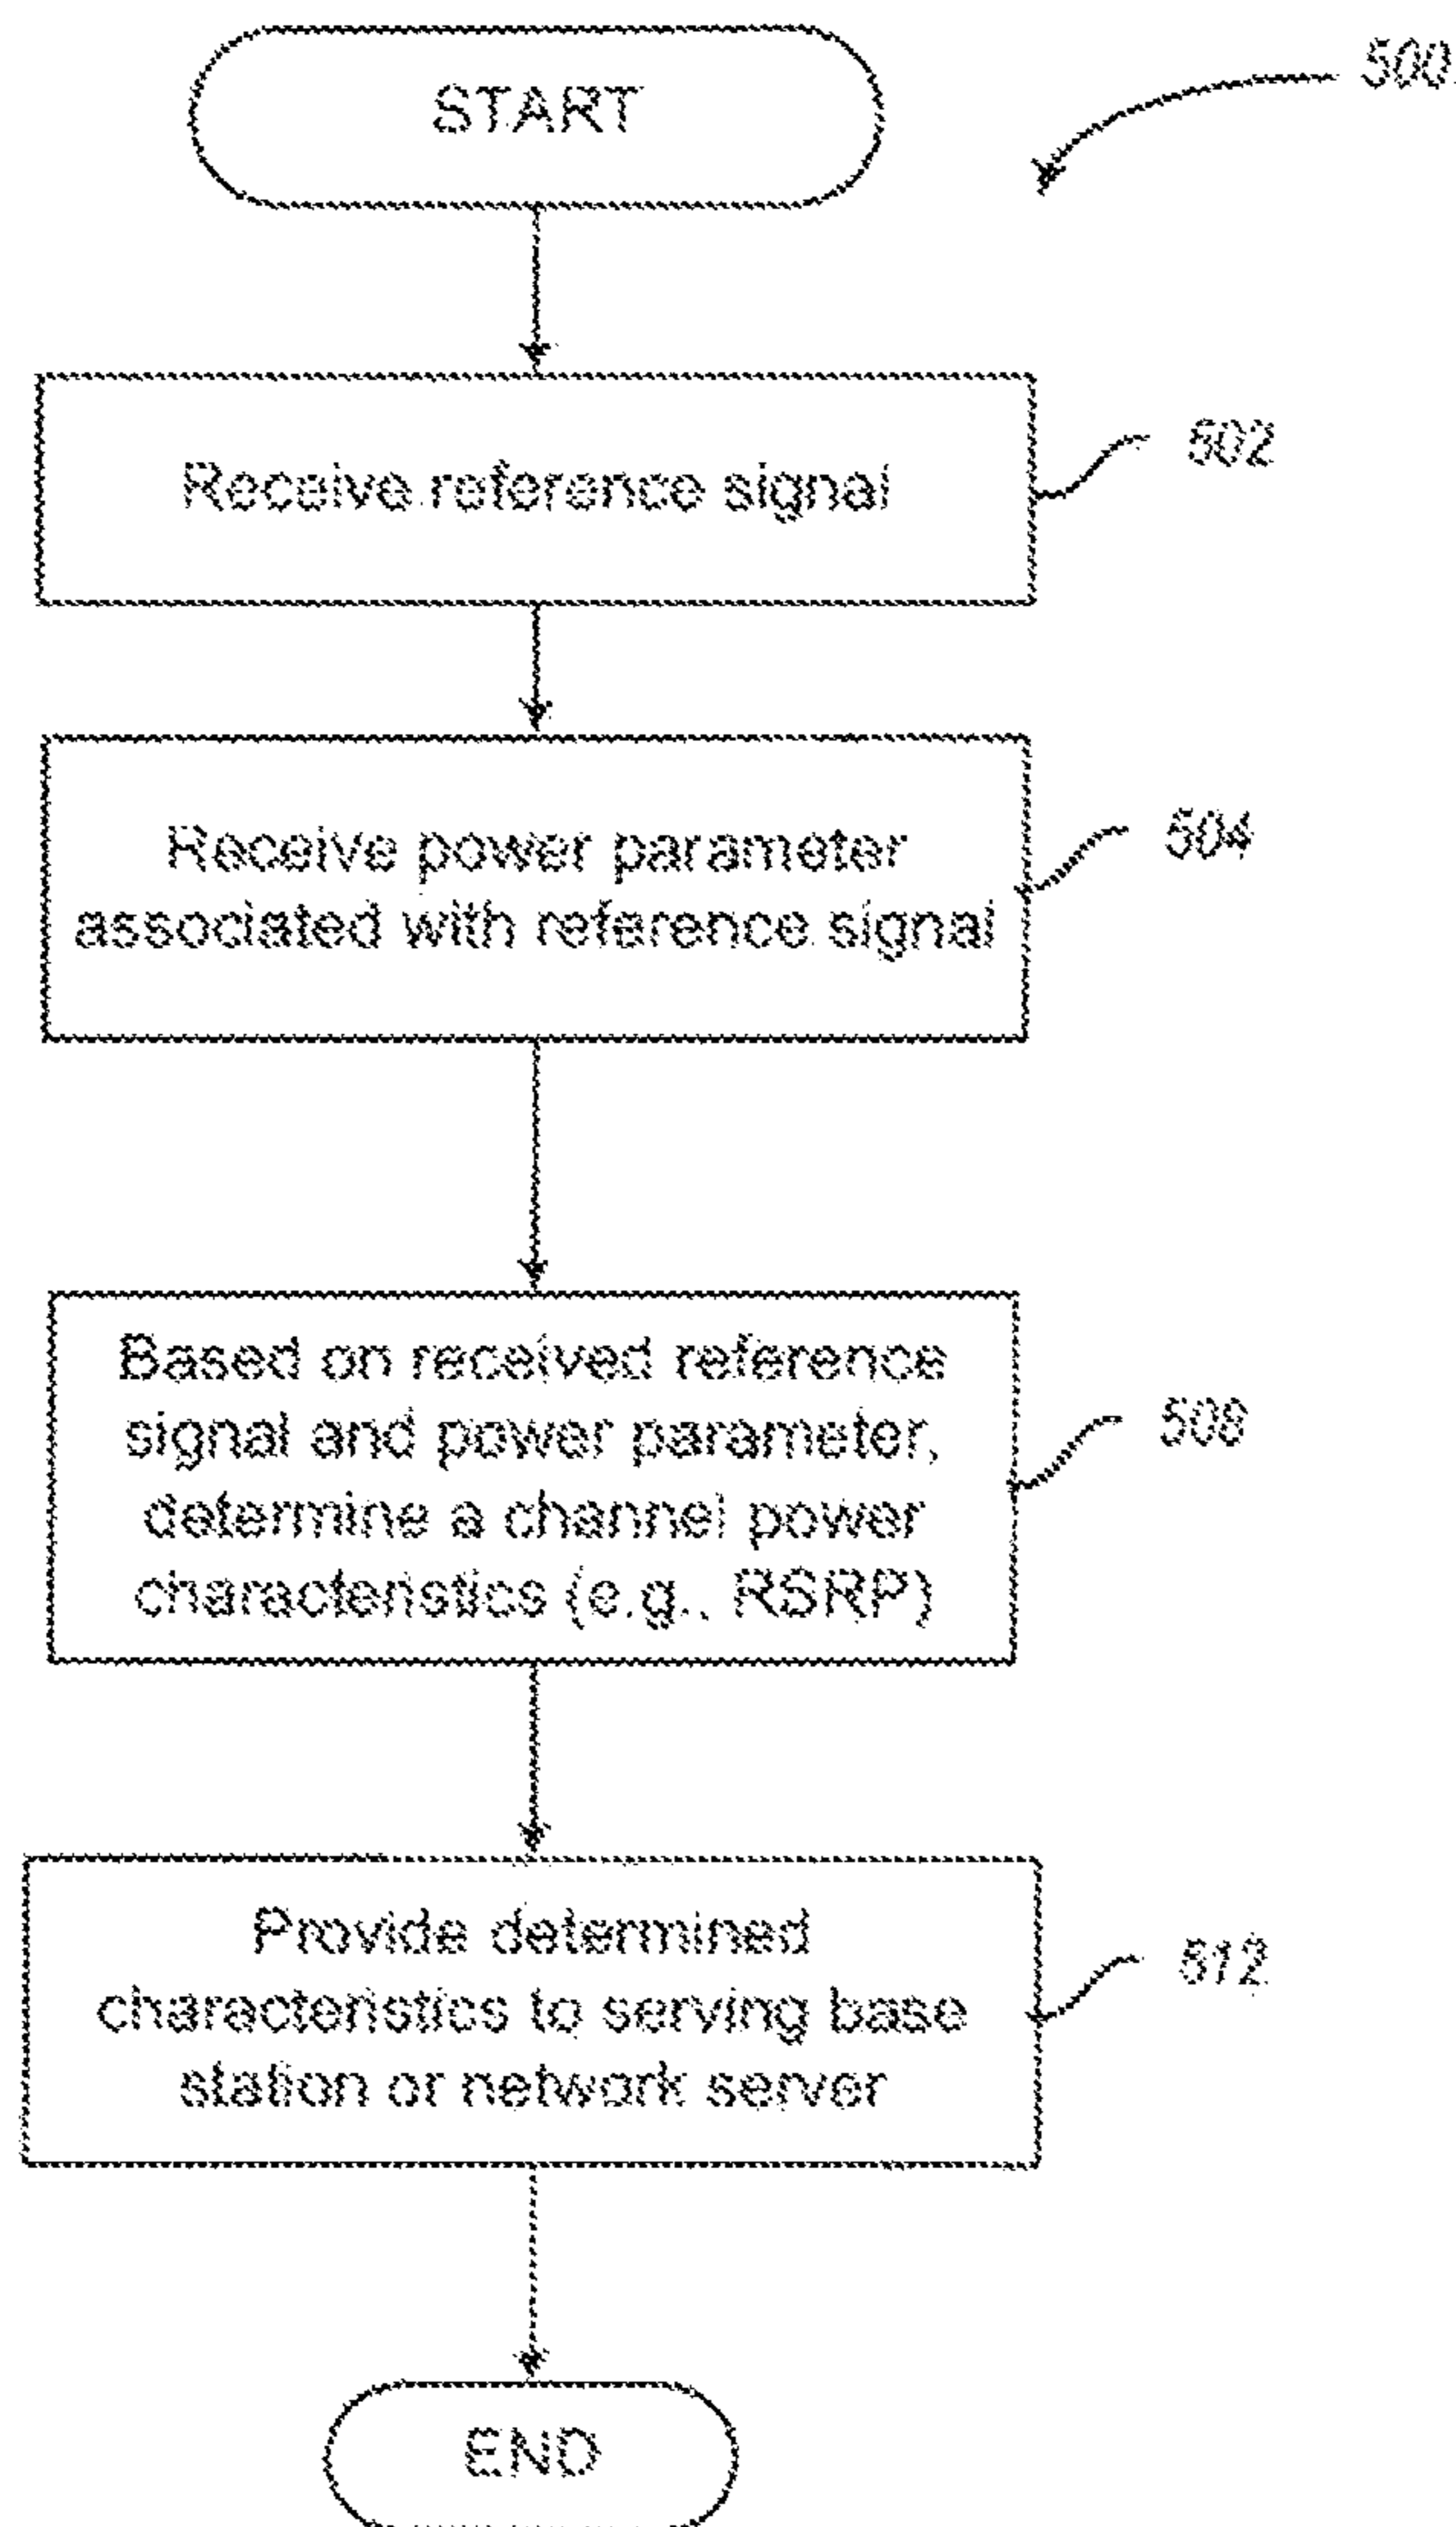 START
500
Receive reference signal
502
Receive power parameter
associated with reference signal
504
Based on received reference
signal and power parameter,
determine a channel power
characteristics (e.g., RSRP)
508
Provide determined
characteristics to serving base
station or network server
512
END